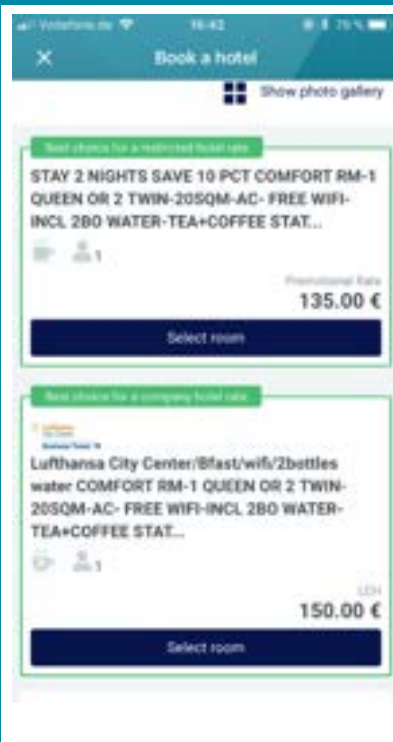 Vodafone.de 16:42 75 %
Book a hotel
Show photo gallery
Best choice for a restricted hotel rate
STAY 2 NIGHTS SAVE 10 PCT COMFORT RM-1
QUEEN OR 2 TWIN-20SQM-AC- FREE WIFI-
INCL 2BO WATER-TEA+COFFEE STAT...
1
Promotional Rate
135.00 €
Select room
Best choice for a company hotel rate
Lufthansa City Center/Bfast/wifi/2bottles
water COMFORT RM-1 QUEEN OR 2 TWIN-
20SQM-AC- FREE WIFI-INCL 2BO WATER-
TEA+COFFEE STAT...
1
LCH
150.00 €
Select room